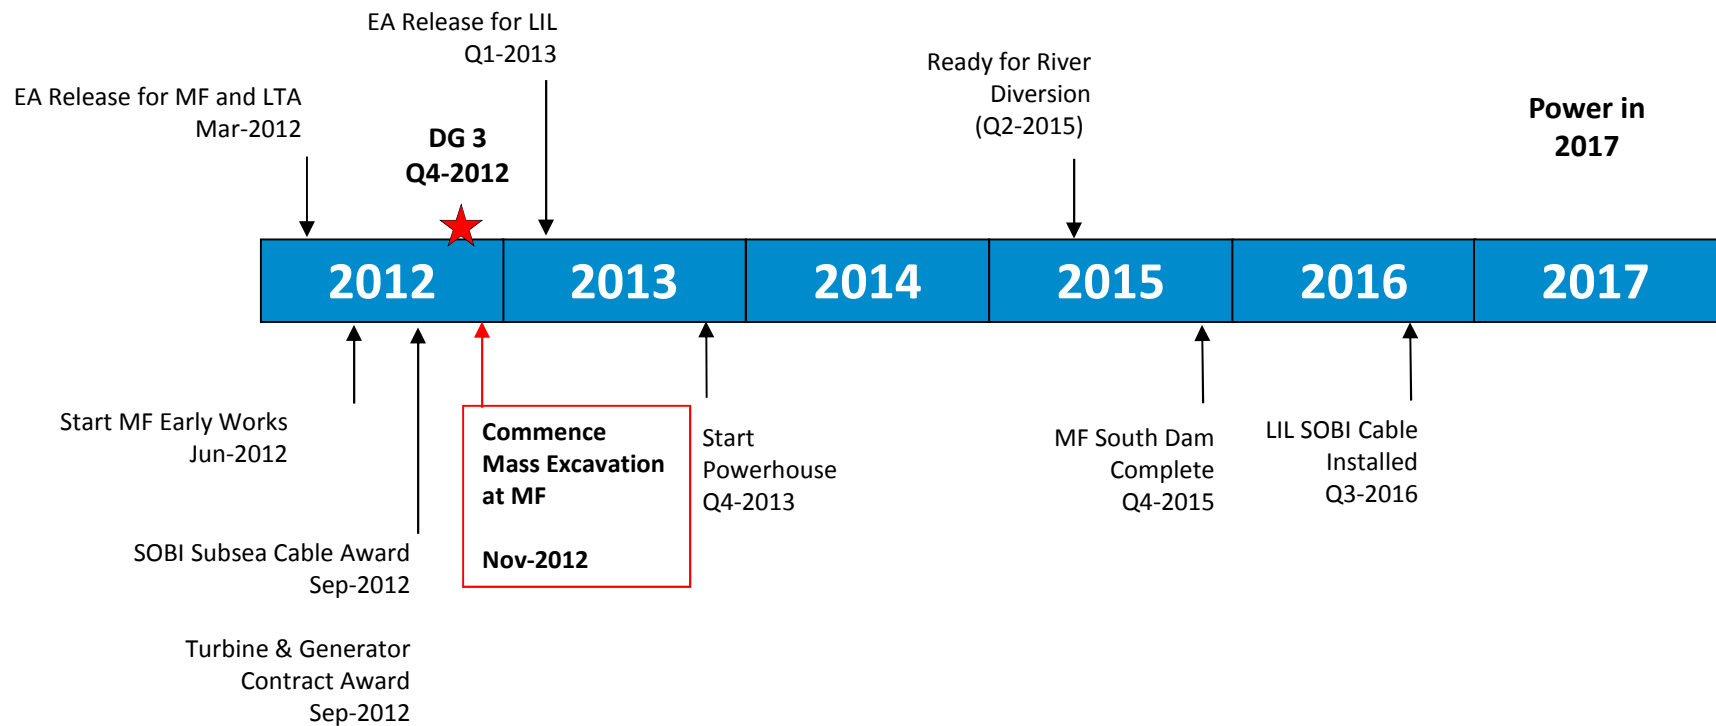 EA Release for LIL
Q1-2013
EA Release for MF and LTA
Mar-2012
DG 3
Q4-2012
Ready for River
Diversion
(Q2-2015)
Power in
2017
2012
2013
2014
2015
2016
2017
Start MF Early Works
Jun-2012
SOBI Subsea Cable Award
Sep-2012
Turbine & Generator
Contract Award
Sep-2012
Commence
Mass Excavation
at MF
Nov-2012
Start
Powerhouse
Q4-2013
MF South Dam
Complete
Q4-2015
LIL SOBI Cable
Installed
Q3-2016